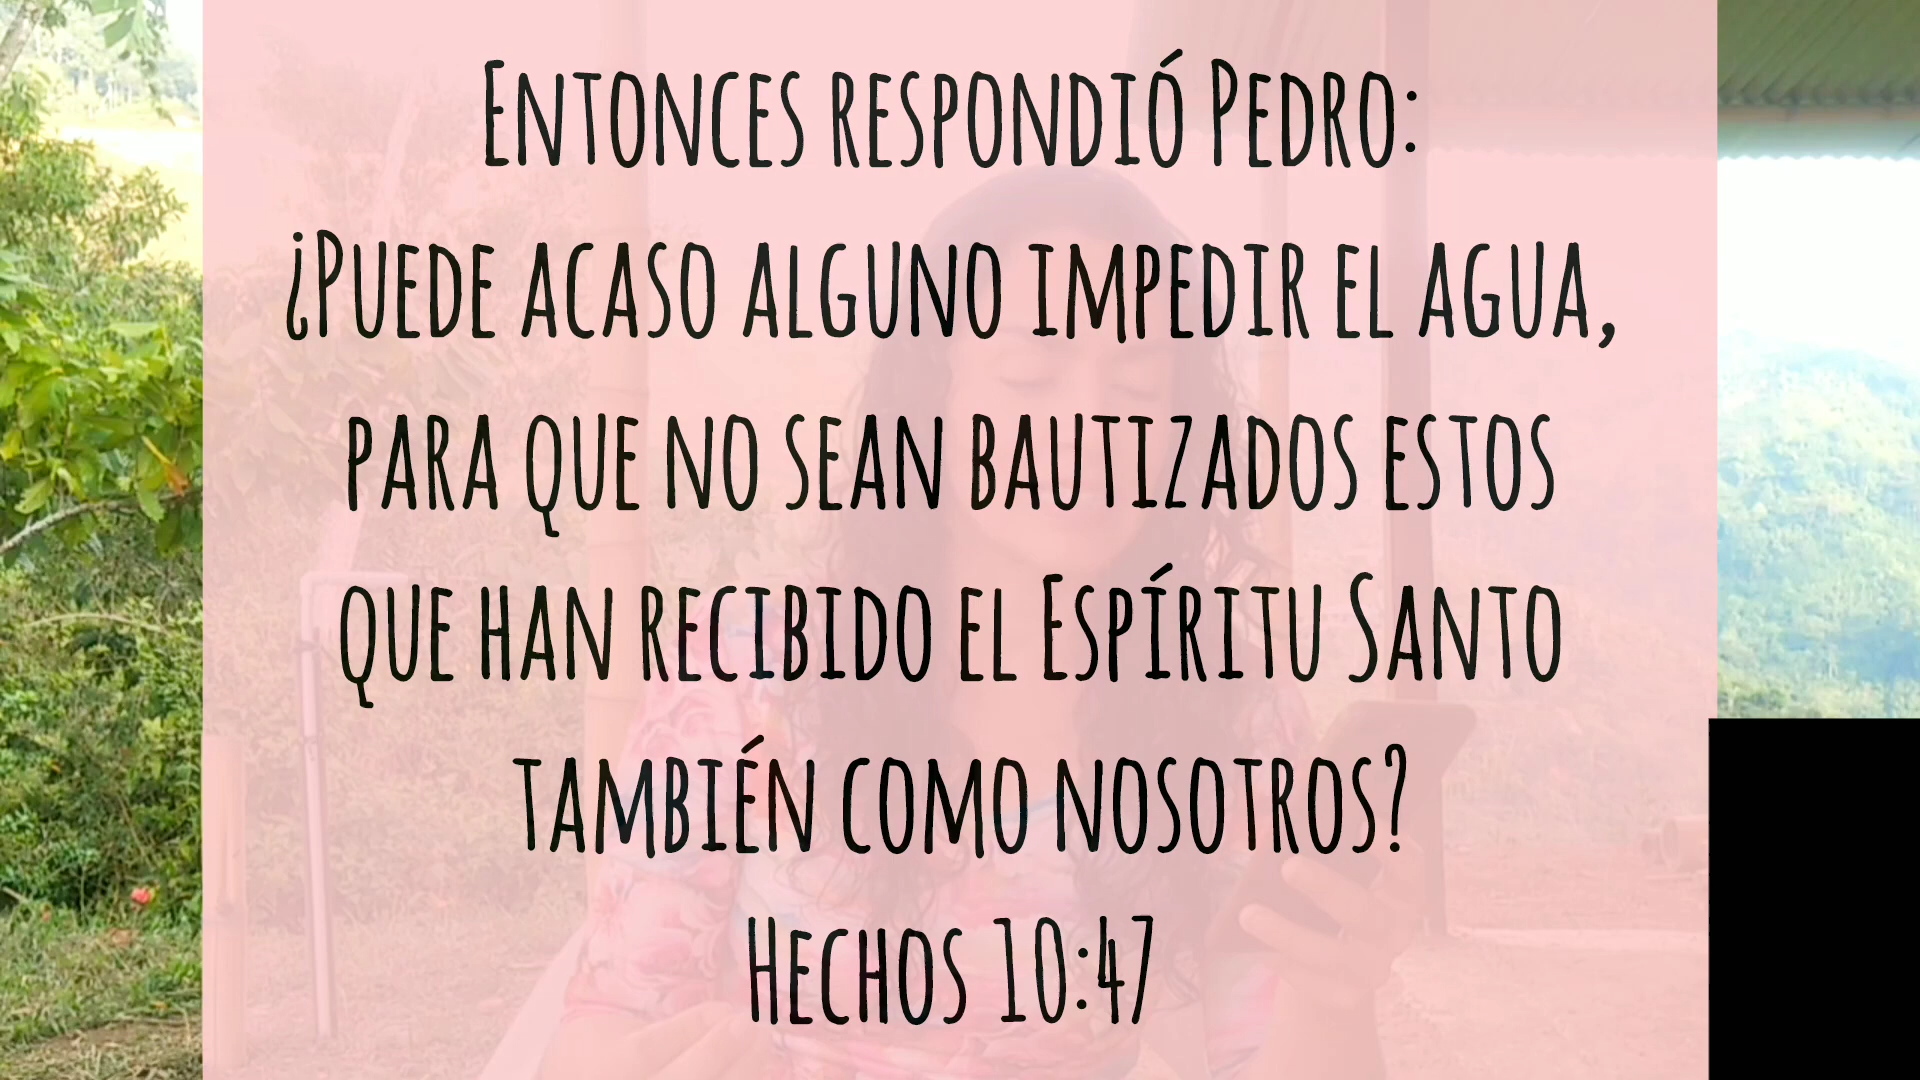 Entonces respondió Pedro:
¿Puede acaso alguno impedir el agua,
para que no sean bautizados estos
que han recibido el Espíritu Santo
también como nosotros?
Hechos 10:47